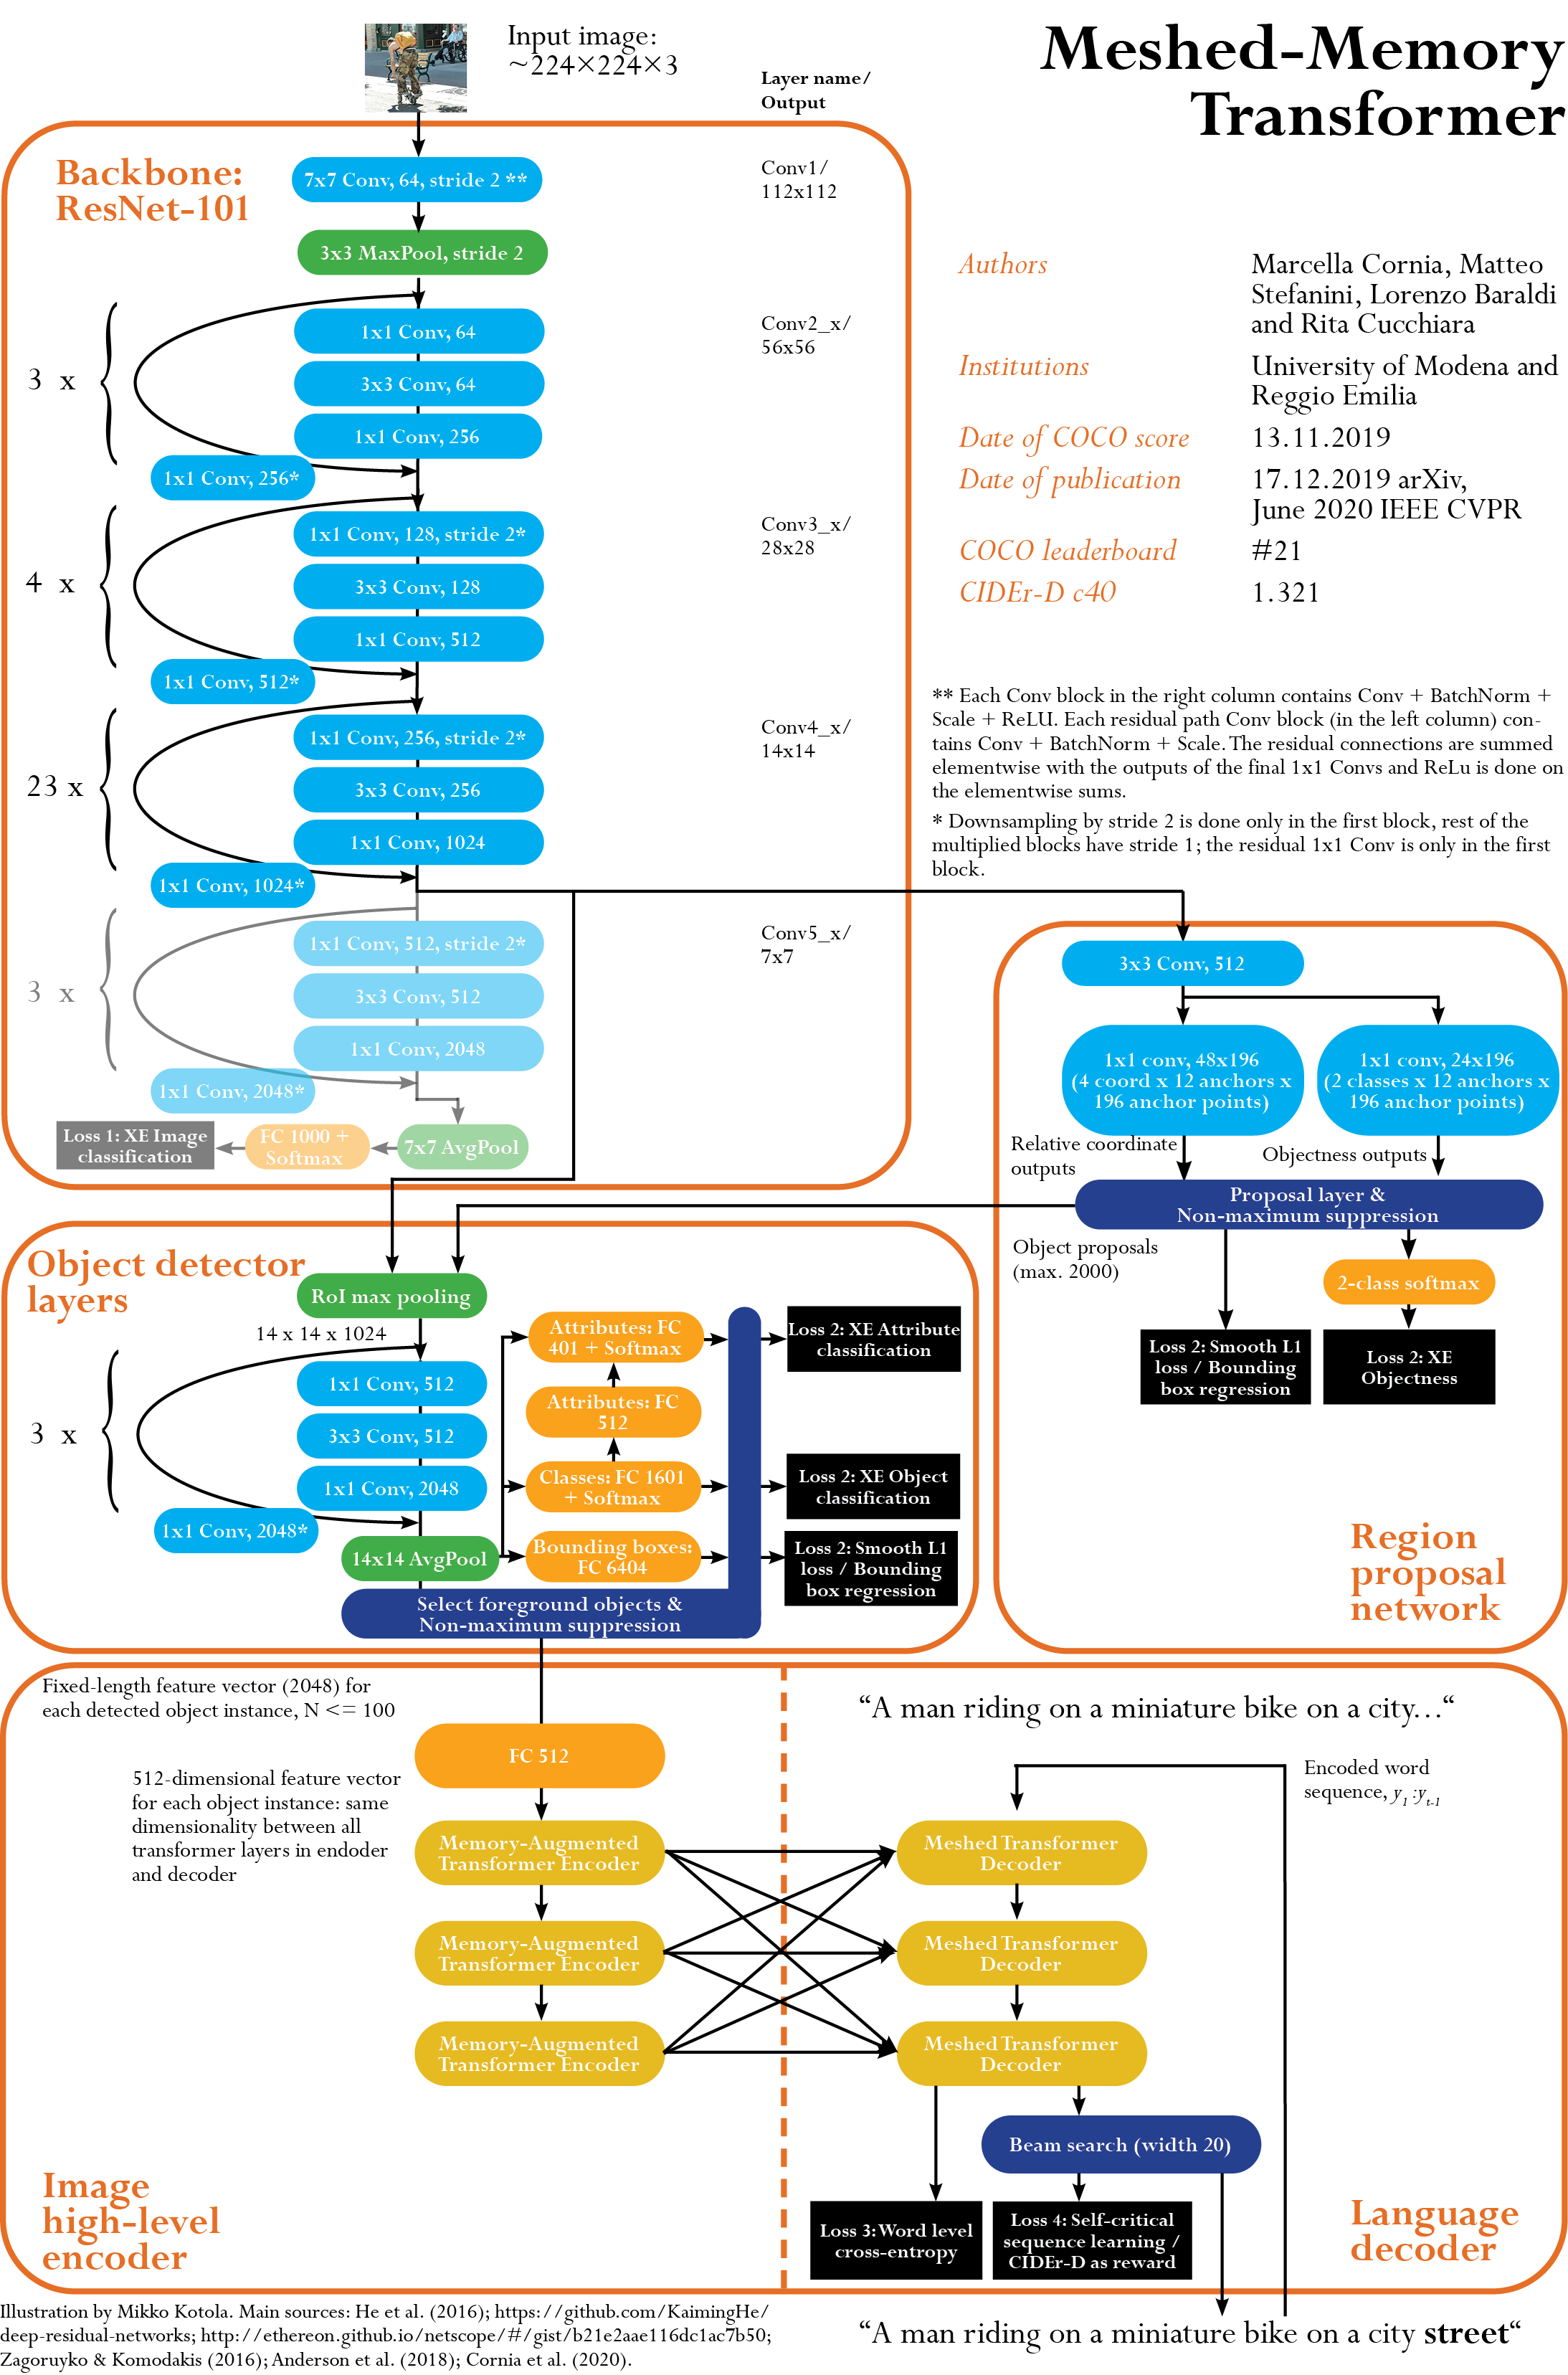 Input image:
~224×224×3
Layer name/
Output
Meshed-Memory
Transformer
Backbone:
ResNet-101
7x7 Conv, 64, stride 2 **
Conv1/
112x112
3x3 MaxPool, stride 2
3 x
1x1 Conv, 64
3x3 Conv, 64
1x1 Conv, 256
1x1 Conv, 256*
Conv2_x/
56x56
4 x
1x1 Conv, 128, stride 2*
3x3 Conv, 128
1x1 Conv, 512
1x1 Conv, 512*
Conv3_x/
28x28
23 x
1x1 Conv, 256, stride 2*
3x3 Conv, 256
1x1 Conv, 1024
1x1 Conv, 1024*
Conv4_x/
14x14
3 x
1x1 Conv, 512, stride 2*
3x3 Conv, 512
1x1 Conv, 2048
1x1 Conv, 2048*
Conv5_x/
7x7
Loss 1: XE Image
classification
FC 1000 +
Softmax
7x7 AvgPool
Authors
Marcella Cornia, Matteo
Stefanini, Lorenzo Baraldi
and Rita Cucchiara
Institutions
University of Modena and
Reggio Emilia
Date of COCO score
13.11.2019
Date of publication
17.12.2019 arXiv,
June 2020 IEEE CVPR
COCO leaderboard
#21
CIDEr-D c40
1.321
** Each Conv block in the right column contains Conv + BatchNorm +
Scale + ReLU. Each residual path Conv block (in the left column) con-
tains Conv + BatchNorm + Scale. The residual connections are summed
elementwise with the outputs of the final 1x1 Convs and ReLu is done on
the elementwise sums.
* Downsampling by stride 2 is done only in the first block, rest of the
multiplied blocks have stride 1; the residual 1x1 Conv is only in the first
block.
3x3 Conv, 512
1x1 conv, 48x196
(4 coord x 12 anchors x
196 anchor points)
1x1 conv, 24x196
(2 classes x 12 anchors x
196 anchor points)
Relative coordinate
outputs
Objectness outputs
Proposal layer &
Non-maximum suppression
Object proposals
(max. 2000)
2-class softmax
Loss 2: Smooth L1
loss / Bounding
box regression
Loss 2: XE
Objectness
Region
proposal
network
Object detector
layers
RoI max pooling
14 x 14 x 1024
3 x
1x1 Conv, 512
3x3 Conv, 512
1x1 Conv, 2048
1x1 Conv, 2048*
14x14 AvgPool
Attributes: FC
401 + Softmax
Attributes: FC
512
Classes: FC 1601
+ Softmax
Bounding boxes:
FC 6404
Loss 2: XE Attribute
classification
Loss 2: XE Object
classification
Loss 2: Smooth L1
loss / Bounding
box regression
Select foreground objects &
Non-maximum suppression
Fixed-length feature vector (2048) for
each detected object instance, N <= 100
FC 512
512-dimensional feature vector
for each object instance: same
dimensionality between all
transformer layers in endoder
and decoder
Memory-Augmented
Transformer Encoder
Memory-Augmented
Transformer Encoder
Memory-Augmented
Transformer Encoder
Image
high-level
encoder
“A man riding on a miniature bike on a city...“
Encoded word
sequence, y1 :yt-1
Meshed Transformer
Decoder
Meshed Transformer
Decoder
Meshed Transformer
Decoder
Beam search (width 20)
Loss 3: Word level
cross-entropy
Loss 4: Self-critical
sequence learning /
CIDEr-D as reward
Language
decoder
“A man riding on a miniature bike on a city street“
Illustration by Mikko Kotola. Main sources: He et al. (2016); https://github.com/KaimingHe/
deep-residual-networks; http://ethereon.github.io/netscope/#/gist/b21e2aae116dc1ac7b50;
Zagoruyko & Komodakis (2016); Anderson et al. (2018); Cornia et al. (2020).